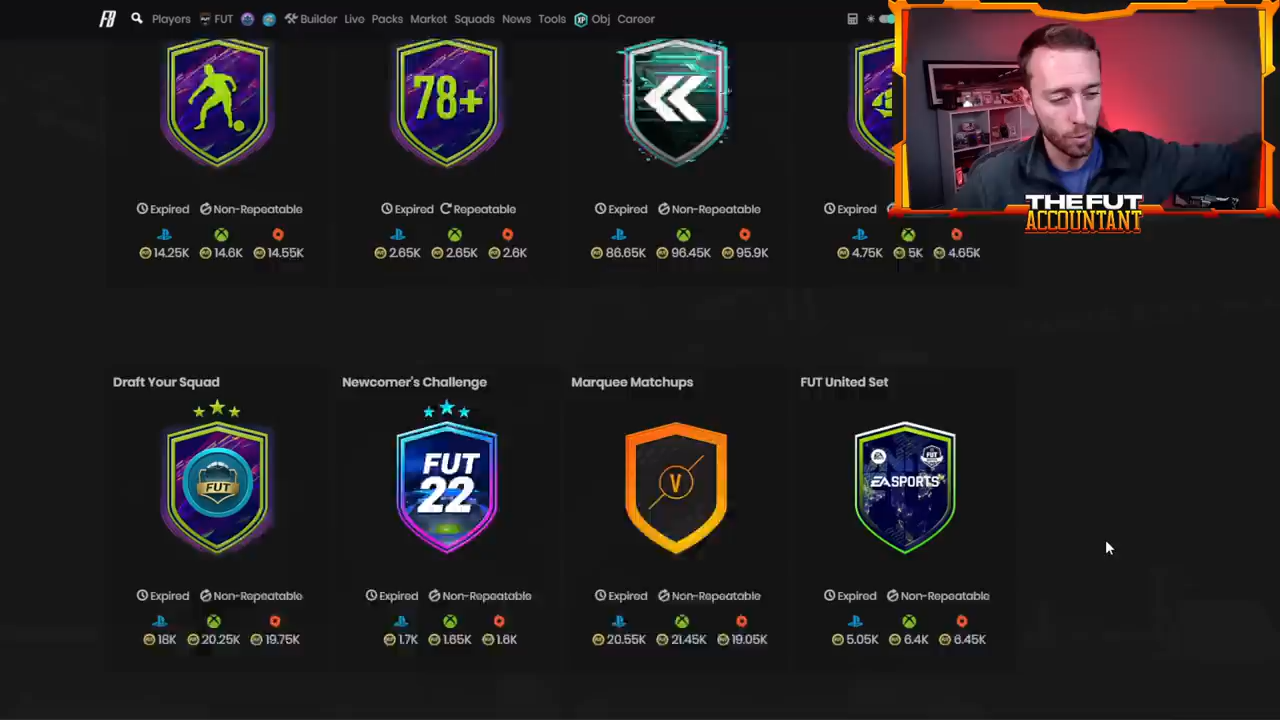 FB Players FUT Builder Live Packs Market Squads News Tools XP Obj Career
78+
Expired Non-Repeatable
14.25K 14.6K 14.55K
Expired Repeatable
2.65K 2.65K 2.6K
Expired Non-Repeatable
86.65K 96.45K 95.9K
Expired
4.75K 5K 4.65K
THE FUT
ACCOUNTANT
Draft Your Squad
FUT
Expired Non-Repeatable
18K 20.25K 19.75K
Newcomer's Challenge
FUT
22
Expired Non-Repeatable
1.7K 1.65K 1.6K
Marquee Matchups
V
Expired Non-Repeatable
20.55K 21.45K 19.05K
FUT United Set
EA SPORTS
Expired Non-Repeatable
5.05K 6.4K 6.45K